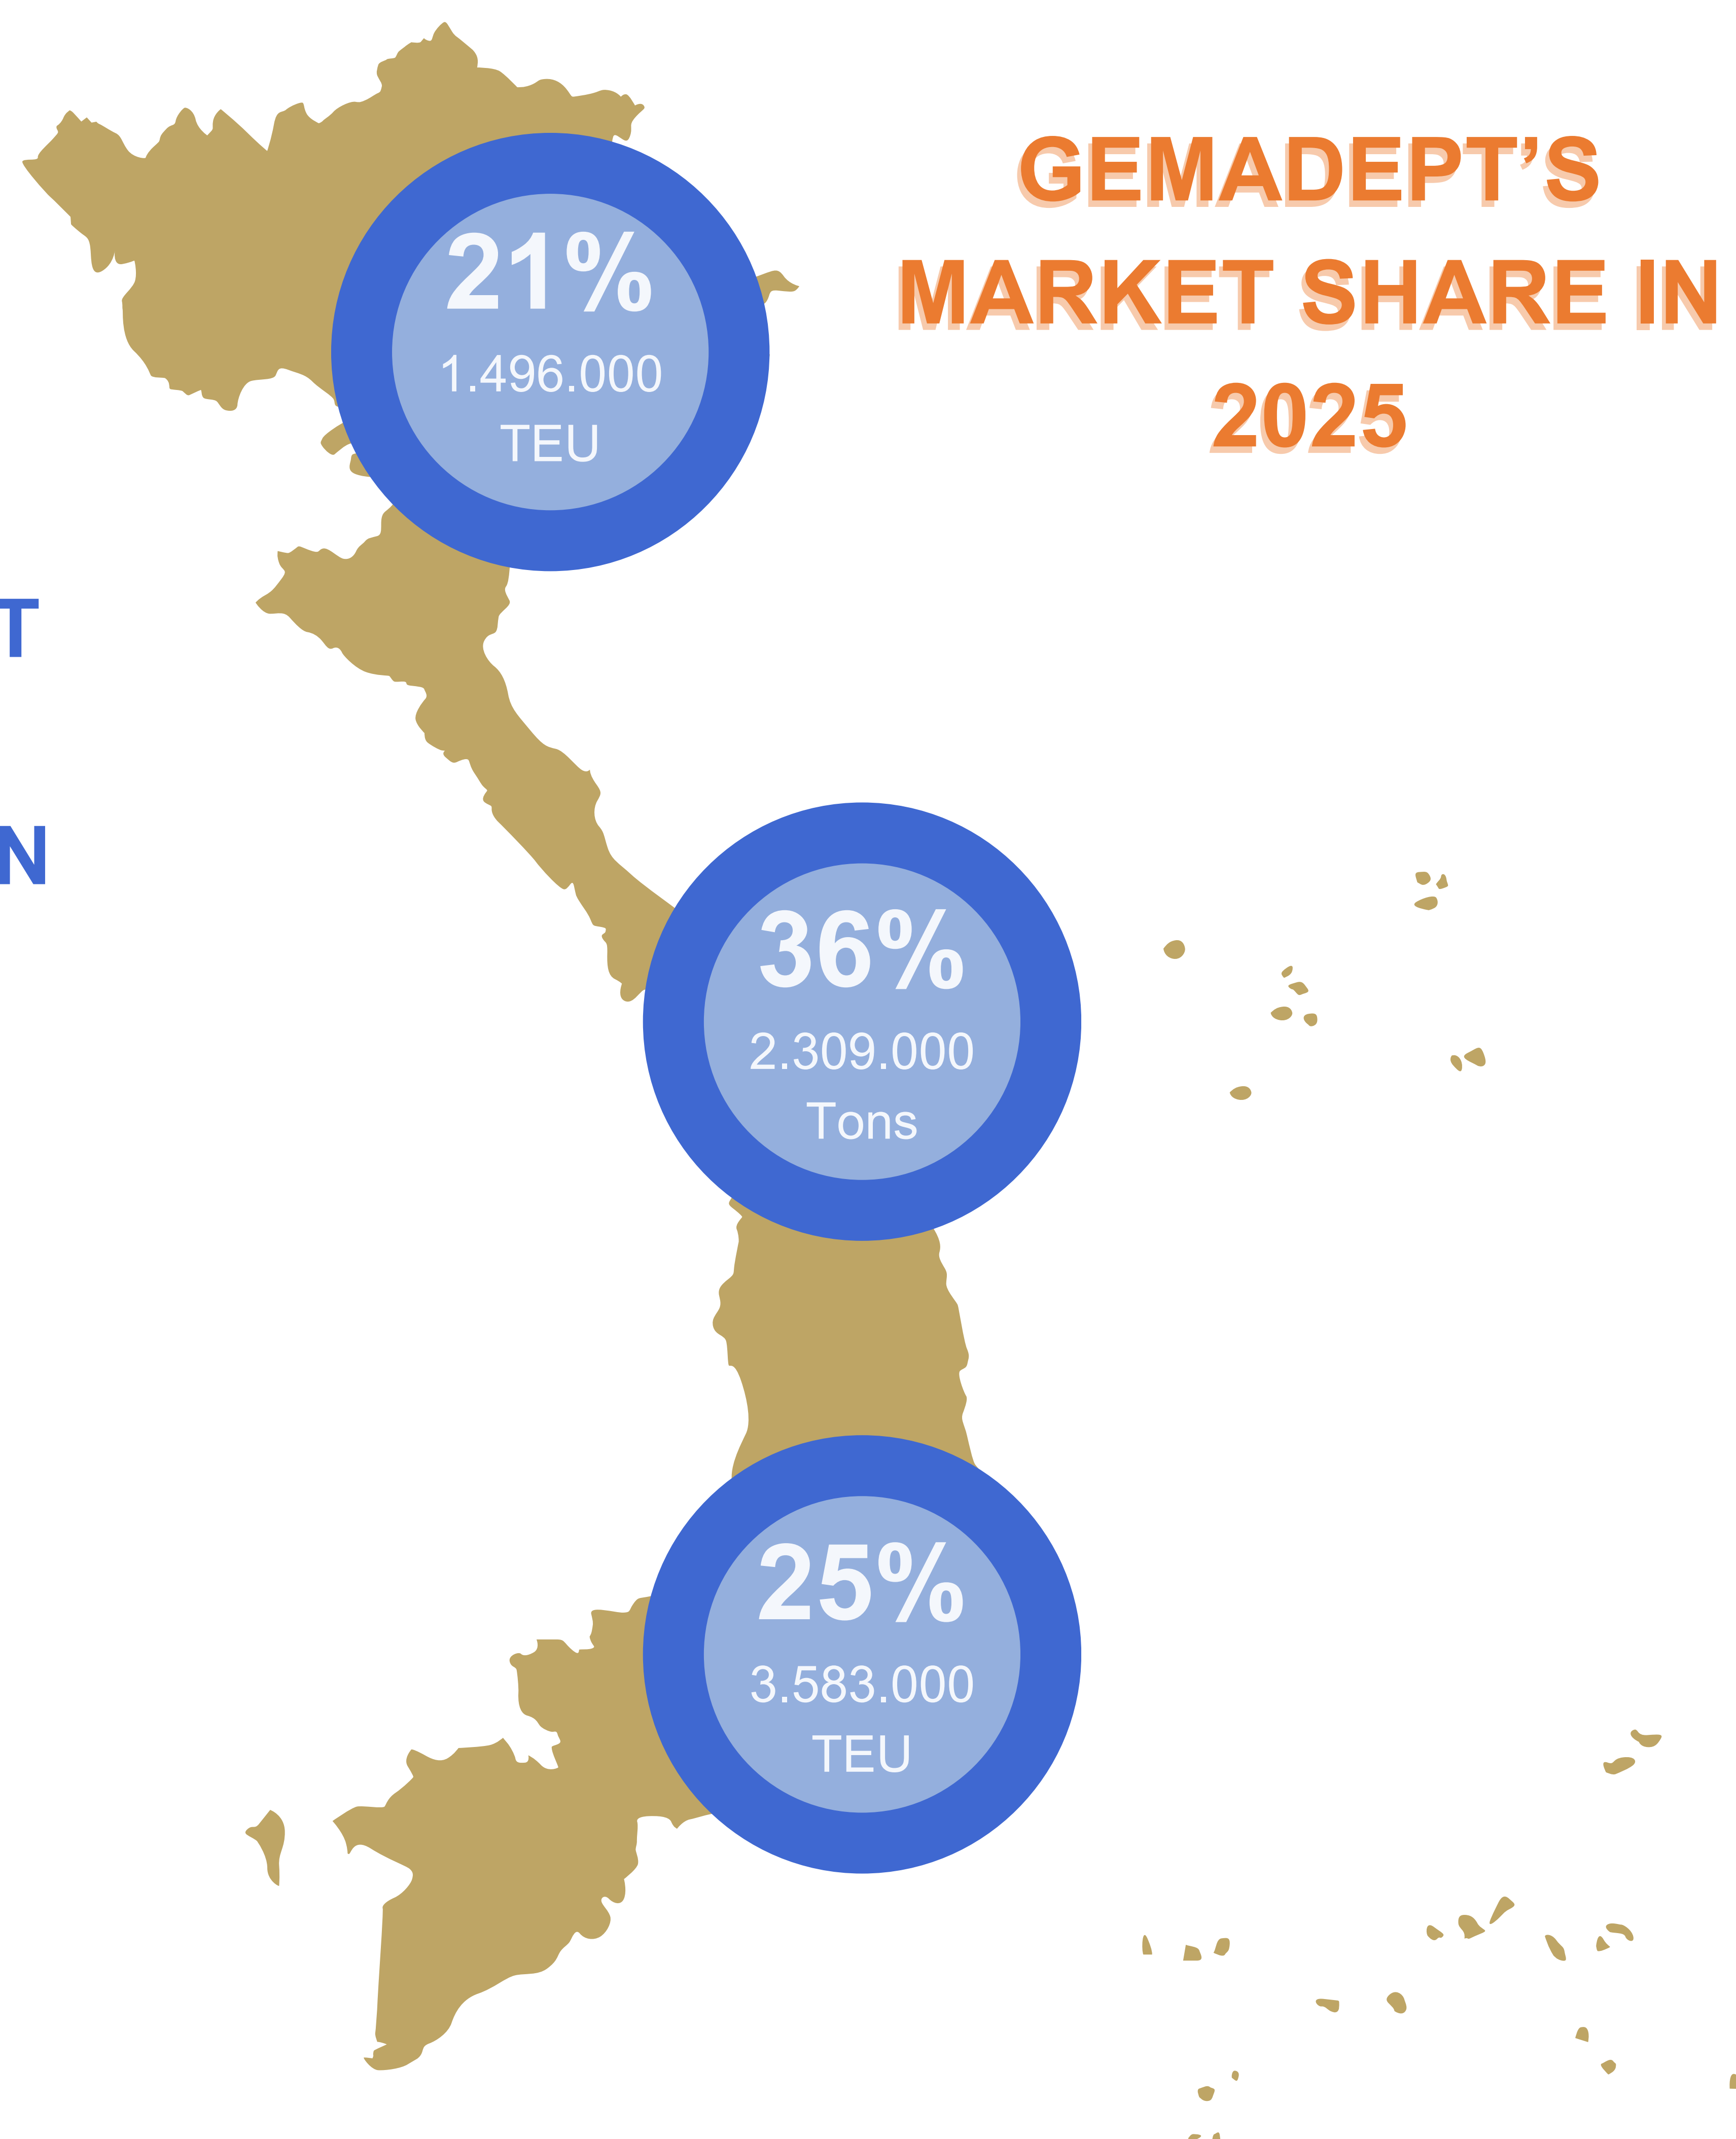 GEMADEPT’S
MARKET SHARE IN
2025
21%
1.496.000
TEU
T
N
36%
2.309.000
Tons
25%
3.583.000
TEU